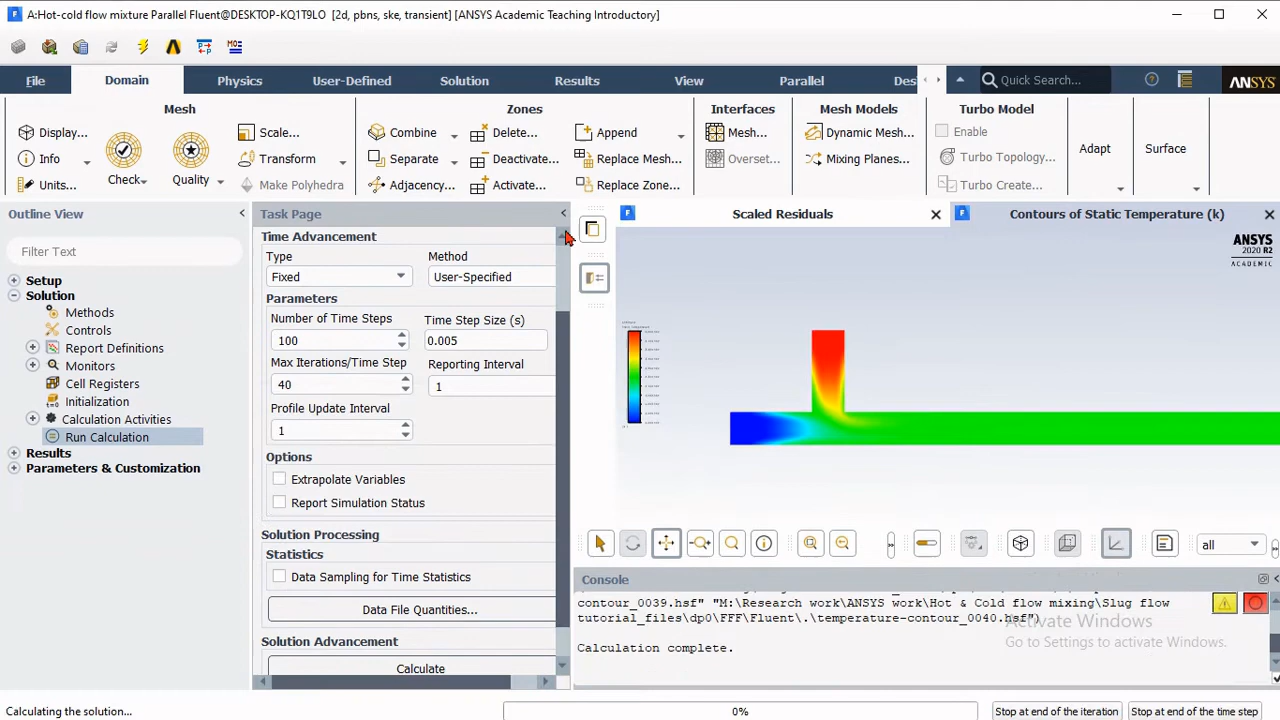 A:Hot-cold flow mixture Parallel Fluent@DESKTOP-KQ1T9LO [2d, pbns, ske, transient] [ANSYS Academic Teaching Introductory]
File Domain Physics User-Defined Solution Results View Parallel Des Quick Search... ANSYS
Mesh Zones Interfaces Mesh Models Turbo Model
Display... Scale... Combine Delete... Append Mesh... Dynamic Mesh... Enable
Info Check Quality Transform Separate Deactivate... Replace Mesh... Overset... Mixing Planes... Turbo Topology... Adapt Surface
Units... Make Polyhedra Adjacency... Activate... Replace Zone... Turbo Create...
Outline View
Filter Text
Setup
Solution
Methods
Controls
Report Definitions
Monitors
Cell Registers
Initialization
Calculation Activities
Run Calculation
Results
Parameters & Customization
Task Page
Time Advancement
Type Method
Fixed User-Specified
Parameters
Number of Time Steps Time Step Size (s)
100 0.005
Max Iterations/Time Step Reporting Interval
40 1
Profile Update Interval
1
Options
Extrapolate Variables
Report Simulation Status
Solution Processing
Statistics
Data Sampling for Time Statistics
Data File Quantities...
Solution Advancement
Calculate
Scaled Residuals Contours of Static Temperature (k)
ANSYS
2020 R2
ACADEMIC
all
Console
contour_0039.hsf" "M:\Research work\ANSYS work\Hot & Cold flow mixing\Slug flow
tutorial_files\dp0\FFF\Fluent\.\temperature-contour_0040.hsf")
Calculation complete.
Activate Windows
Go to Settings to activate Windows.
Calculating the solution... 0% Stop at end of the iteration Stop at end of the time step